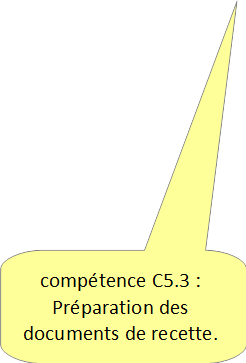 compétence C5.3 :
Préparation des
documents de recette.